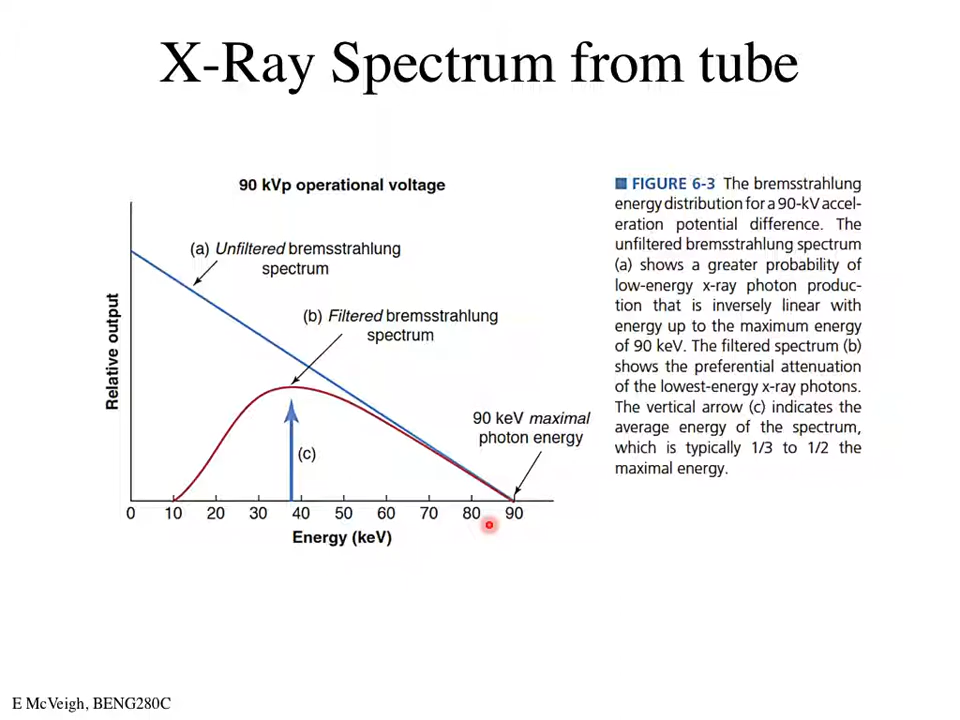 X-Ray Spectrum from tube
90 kVp operational voltage
(a) Unfiltered bremsstrahlung
spectrum
(b) Filtered bremsstrahlung
spectrum
90 keV maximal
photon energy
(c)
Relative output
0 10 20 30 40 50 60 70 80 90
Energy (keV)
FIGURE 6-3 The bremsstrahlung
energy distribution for a 90-kV accel-
eration potential difference. The
unfiltered bremsstrahlung spectrum
(a) shows a greater probability of
low-energy x-ray photon produc-
tion that is inversely linear with
energy up to the maximum energy
of 90 keV. The filtered spectrum (b)
shows the preferential attenuation
of the lowest-energy x-ray photons.
The vertical arrow (c) indicates the
average energy of the spectrum,
which is typically 1/3 to 1/2 the
maximal energy.
E McVeigh, BENG280C